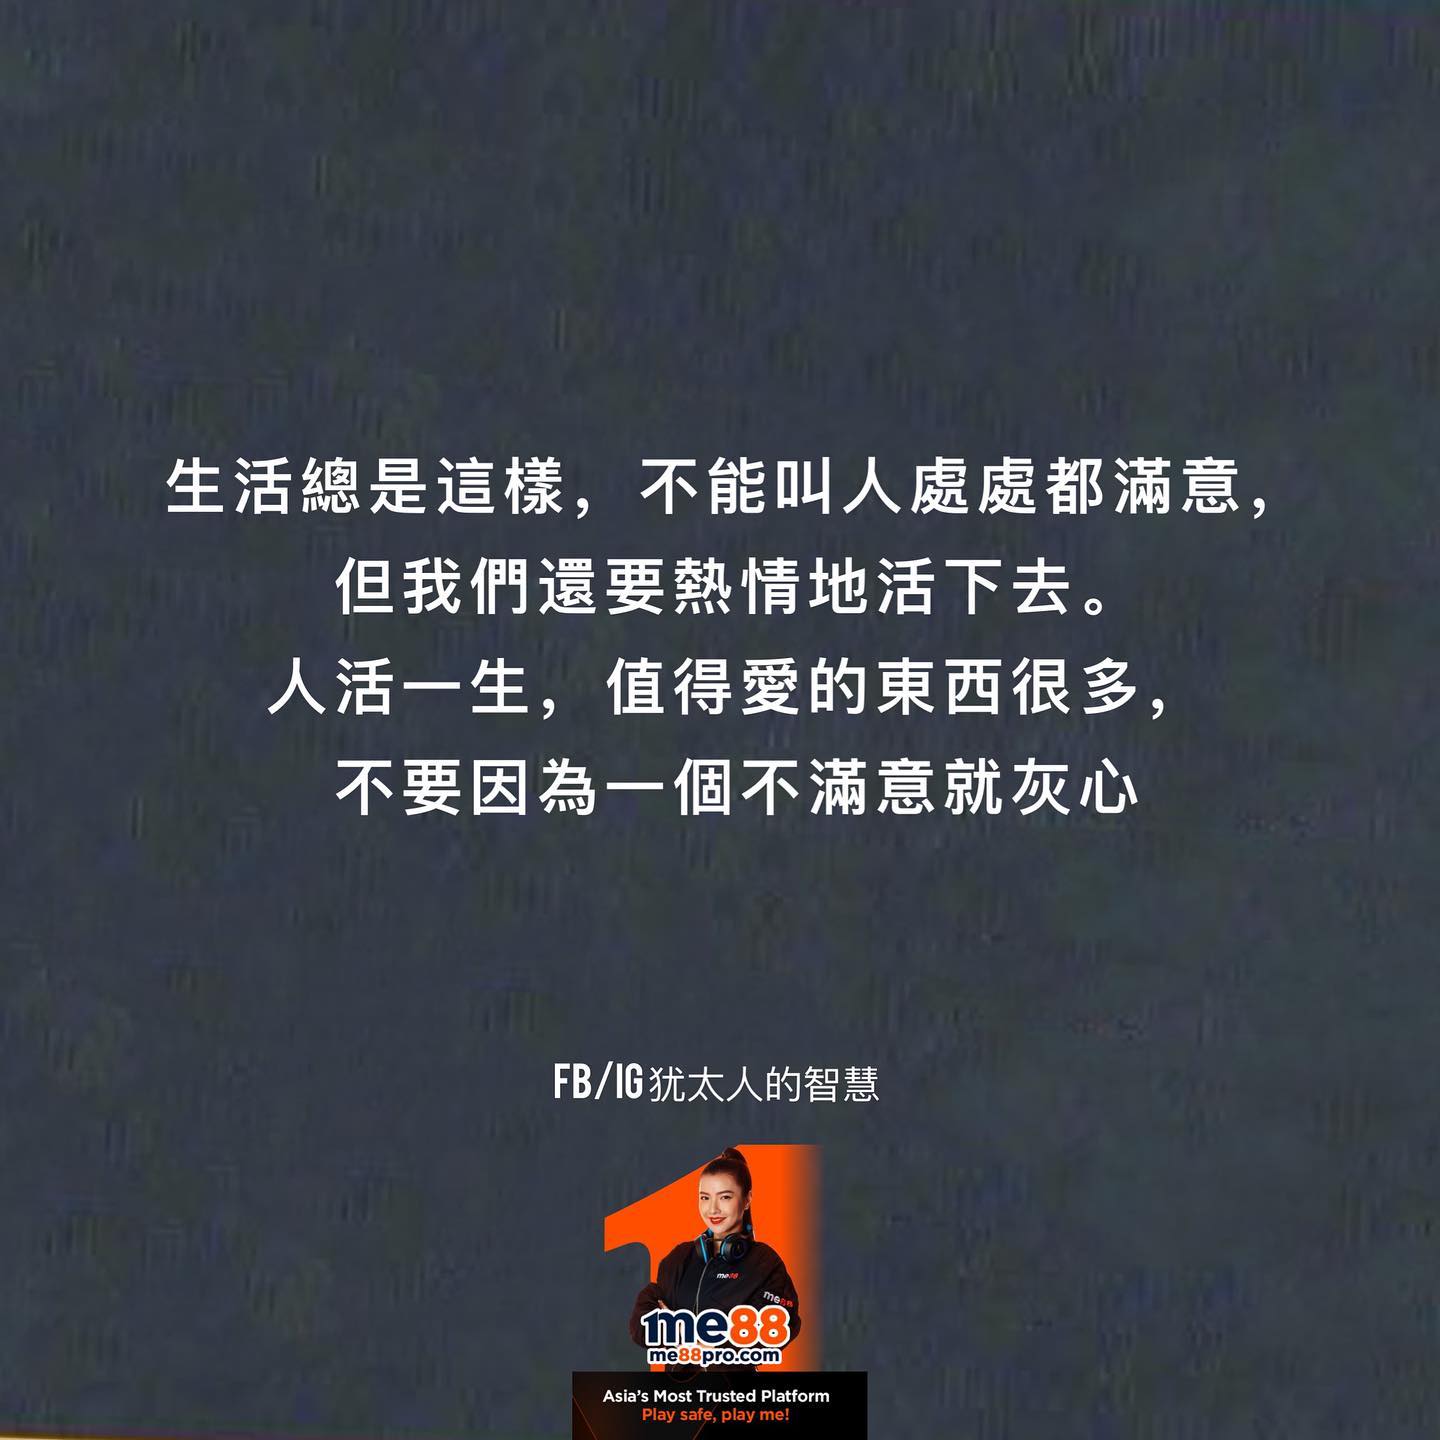 生活總是這樣，不能叫人處處都滿意，
但我們還要熱情地活下去。
人活一生，值得愛的東西很多，
不要因為一個不滿意就灰心
FB/IG犹太人的智慧
me88
me88
1me88
me88pro.com
Asia's Most Trusted Platform
Play safe, play me!